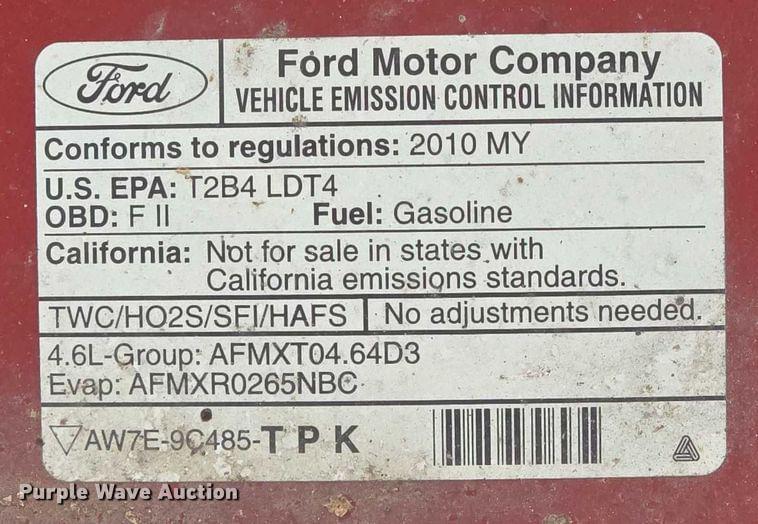 Ford
Ford Motor Company
VEHICLE EMISSION CONTROL INFORMATION
Conforms to regulations: 2010 MY
U.S. EPA: T2B4 LDT4
OBD: F II Fuel: Gasoline
California: Not for sale in states with
California emissions standards.
TWC/HO2S/SFI/HAFS No adjustments needed.
4.6L-Group: AFMXT04.64D3
Evap: AFMXR0265NBC
AW7E-9C485-TPK
Purple Wave Auction